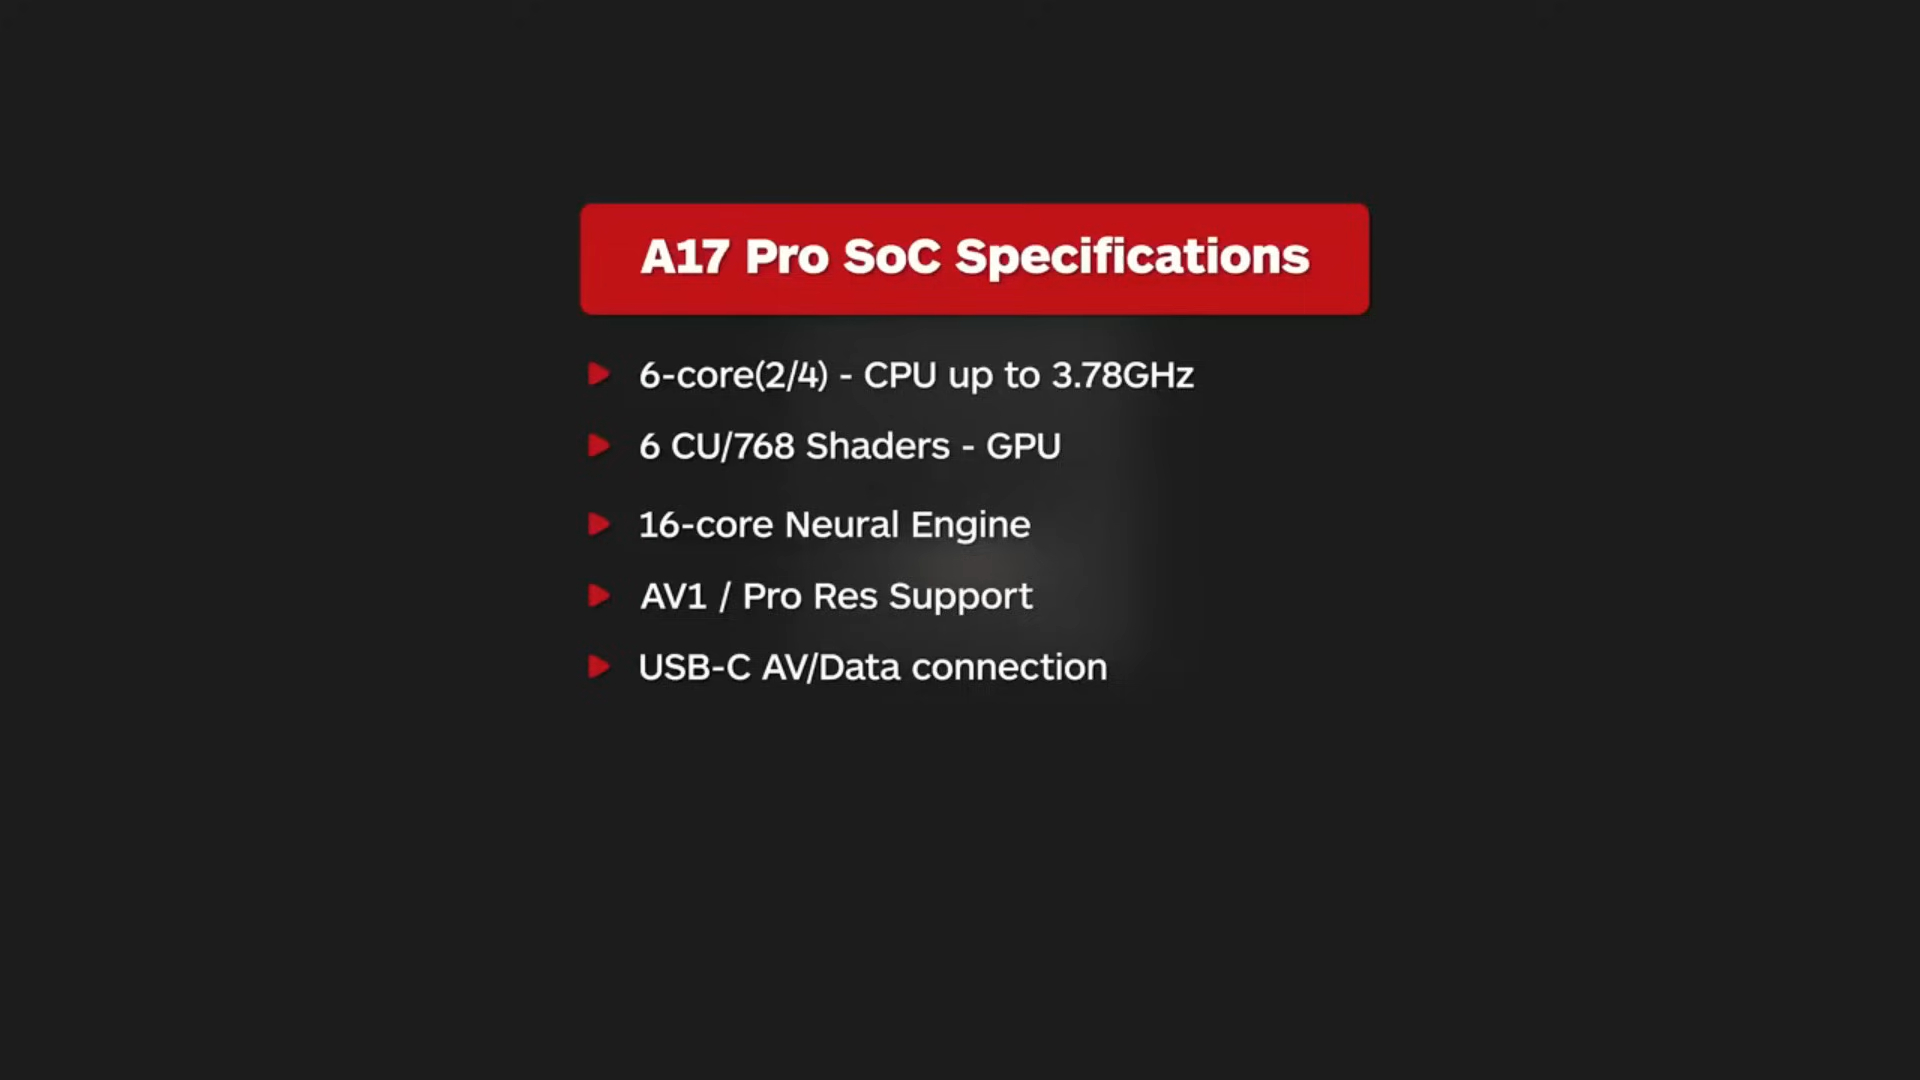 A17 Pro SoC Specifications
6-core(2/4) - CPU up to 3.78GHz
6 CU/768 Shaders - GPU
16-core Neural Engine
AV1 / Pro Res Support
USB-C AV/Data connection